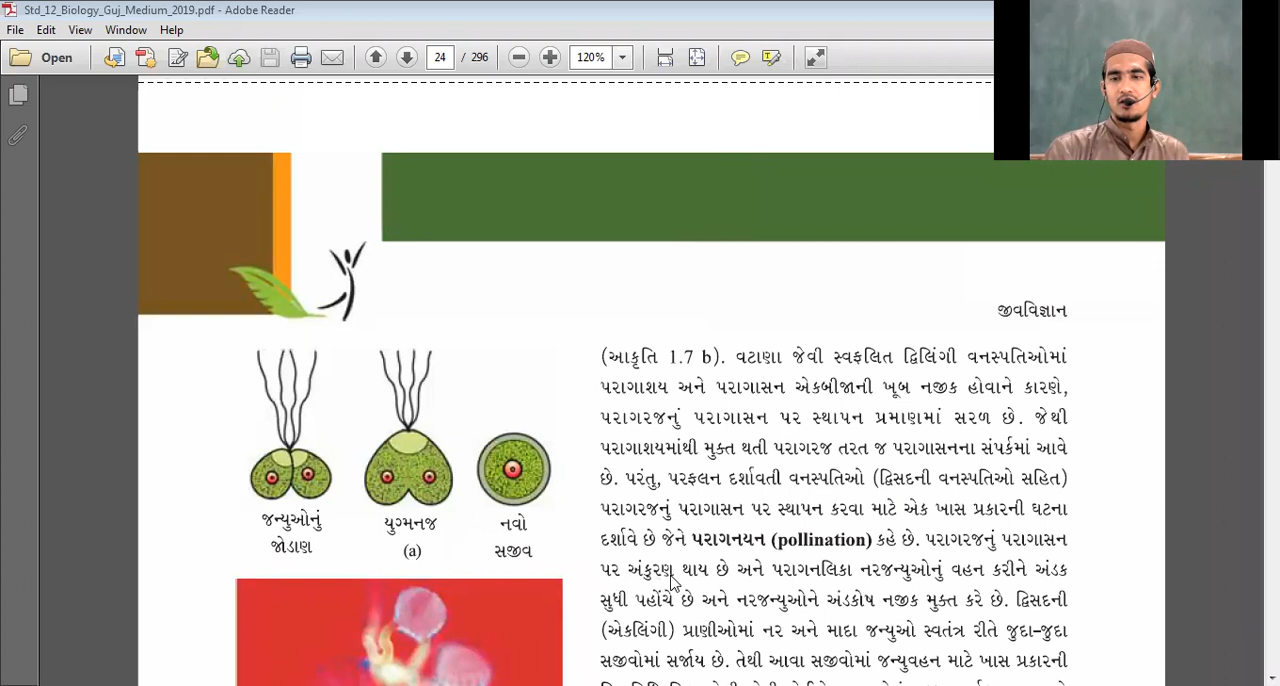 Std_12_Biology_Guj_Medium_2019.pdf - Adobe Reader
File Edit View Window Help
Open 24 / 296 120%
જીવવિજ્ઞાન
જન્યુઓનું
જોડાણ
યુગ્મનજ
(a)
નવો
સજીવ
(આકૃતિ 1.7 b). વટાણા જેવી સ્વફલિત દ્વિલિંગી વનસ્પતિઓમાં
પરાગાશય અને પરાગાસન એકબીજાની ખૂબ નજીક હોવાને કારણે,
પરાગરજનું પરાગાસન પર સ્થાપન પ્રમાણમાં સરળ છે. જેથી
પરાગાશયમાંથી મુક્ત થતી પરાગરજ તરત જ પરાગાસનના સંપર્કમાં આવે
છે. પરંતુ, પરફલન દર્શાવતી વનસ્પતિઓ (દ્વિસદની વનસ્પતિઓ સહિત)
પરાગરજનું પરાગાસન પર સ્થાપન કરવા માટે એક ખાસ પ્રકારની ઘટના
દર્શાવે છે જેને પરાગનયન (pollination) કહે છે. પરાગરજનું પરાગાસન
પર અંકુરણ થાય છે અને પરાગનલિકા નરજન્યુઓનું વહન કરીને અંડક
સુધી પહોંચે છે અને નરજન્યુઓને અંડકોષ નજીક મુક્ત કરે છે. દ્વિસદની
(એકલિંગી) પ્રાણીઓમાં નર અને માદા જન્યુઓ સ્વતંત્ર રીતે જુદા-જુદા
સજીવોમાં સર્જાય છે. તેથી આવા સજીવોમાં જન્યુવહન માટે ખાસ પ્રકારની